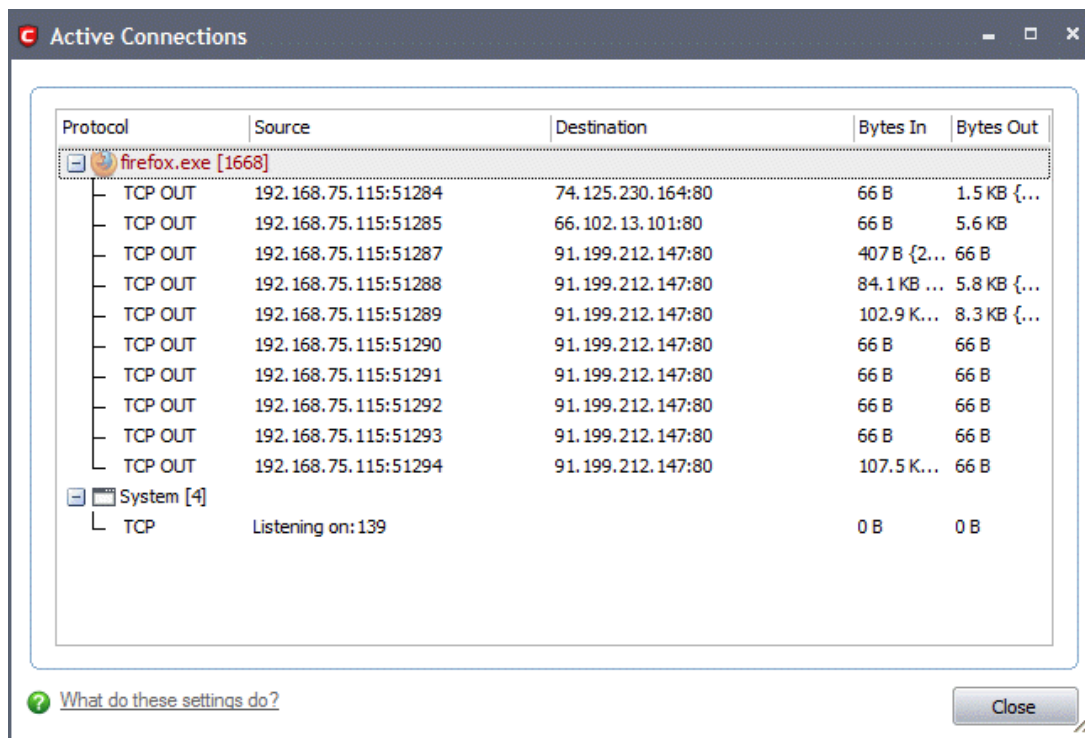 Active Connections
Protocol Source Destination Bytes In Bytes Out
firefox.exe [1668]
TCP OUT 192.168.75.115:51284 74.125.230.164:80 66 B 1.5 KB {...
TCP OUT 192.168.75.115:51285 66.102.13.101:80 66 B 5.6 KB
TCP OUT 192.168.75.115:51287 91.199.212.147:80 407 B {2... 66 B
TCP OUT 192.168.75.115:51288 91.199.212.147:80 84.1 KB ... 5.8 KB {...
TCP OUT 192.168.75.115:51289 91.199.212.147:80 102.9 K... 8.3 KB {...
TCP OUT 192.168.75.115:51290 91.199.212.147:80 66 B 66 B
TCP OUT 192.168.75.115:51291 91.199.212.147:80 66 B 66 B
TCP OUT 192.168.75.115:51292 91.199.212.147:80 66 B 66 B
TCP OUT 192.168.75.115:51293 91.199.212.147:80 66 B 66 B
TCP OUT 192.168.75.115:51294 91.199.212.147:80 107.5 K... 66 B
System [4]
TCP Listening on: 139 0 B 0 B
What do these settings do?
Close